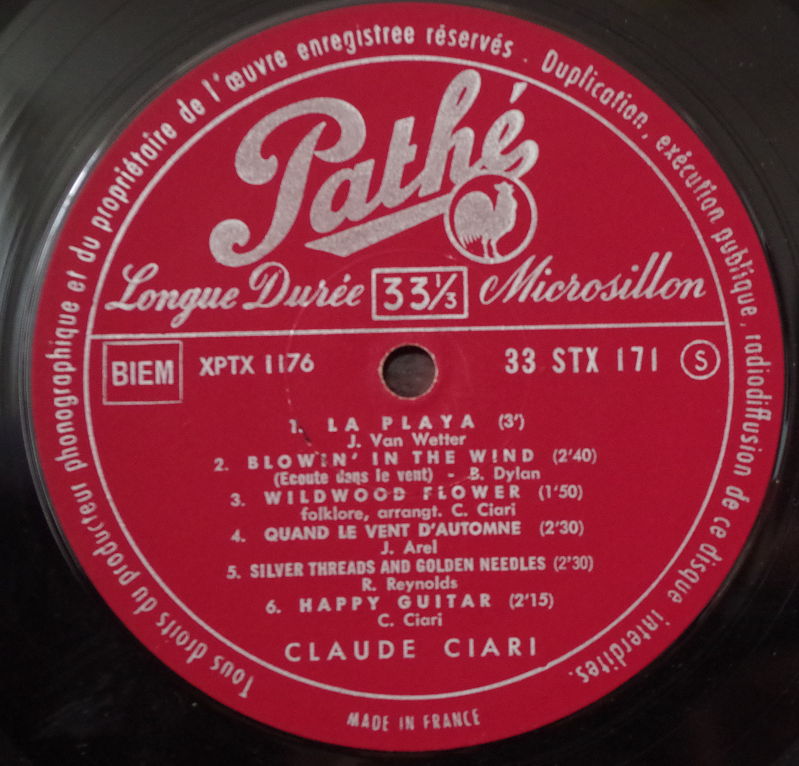 Tous droits du producteur phonographique et du propriétaire de l'œuvre enregistree réservés. Duplication, exécution publique, radiodiffusion de ce disque interdites.
Pathé
Longue Durée 33⅓ Microsillon
BIEM XPTX 1176 33 STX 171 S
1. LA PLAYA (3')
J. Van Wetter
2. BLOWIN' IN THE WIND (2'40)
(Ecoute dans le vent) - B. Dylan
3. WILDWOOD FLOWER (1'50)
folklore, arrangt. C. Ciari
4. QUAND LE VENT D'AUTOMNE (2'30)
J. Arel
5. SILVER THREADS AND GOLDEN NEEDLES (2'30)
R. Reynolds
6. HAPPY GUITAR (2'15)
C. Ciari
CLAUDE CIARI
MADE IN FRANCE